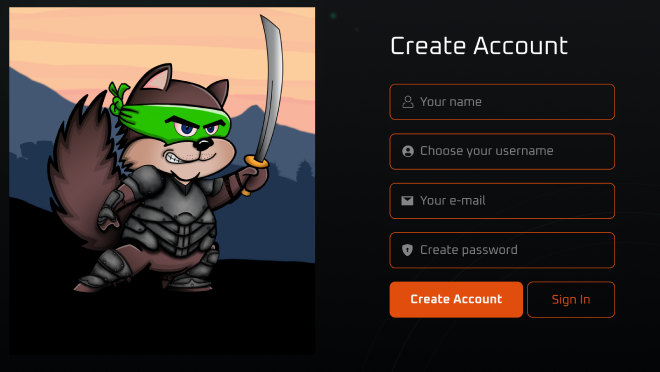 Create Account
Your name
Choose your username
Your e-mail
Create password
Create Account
Sign In